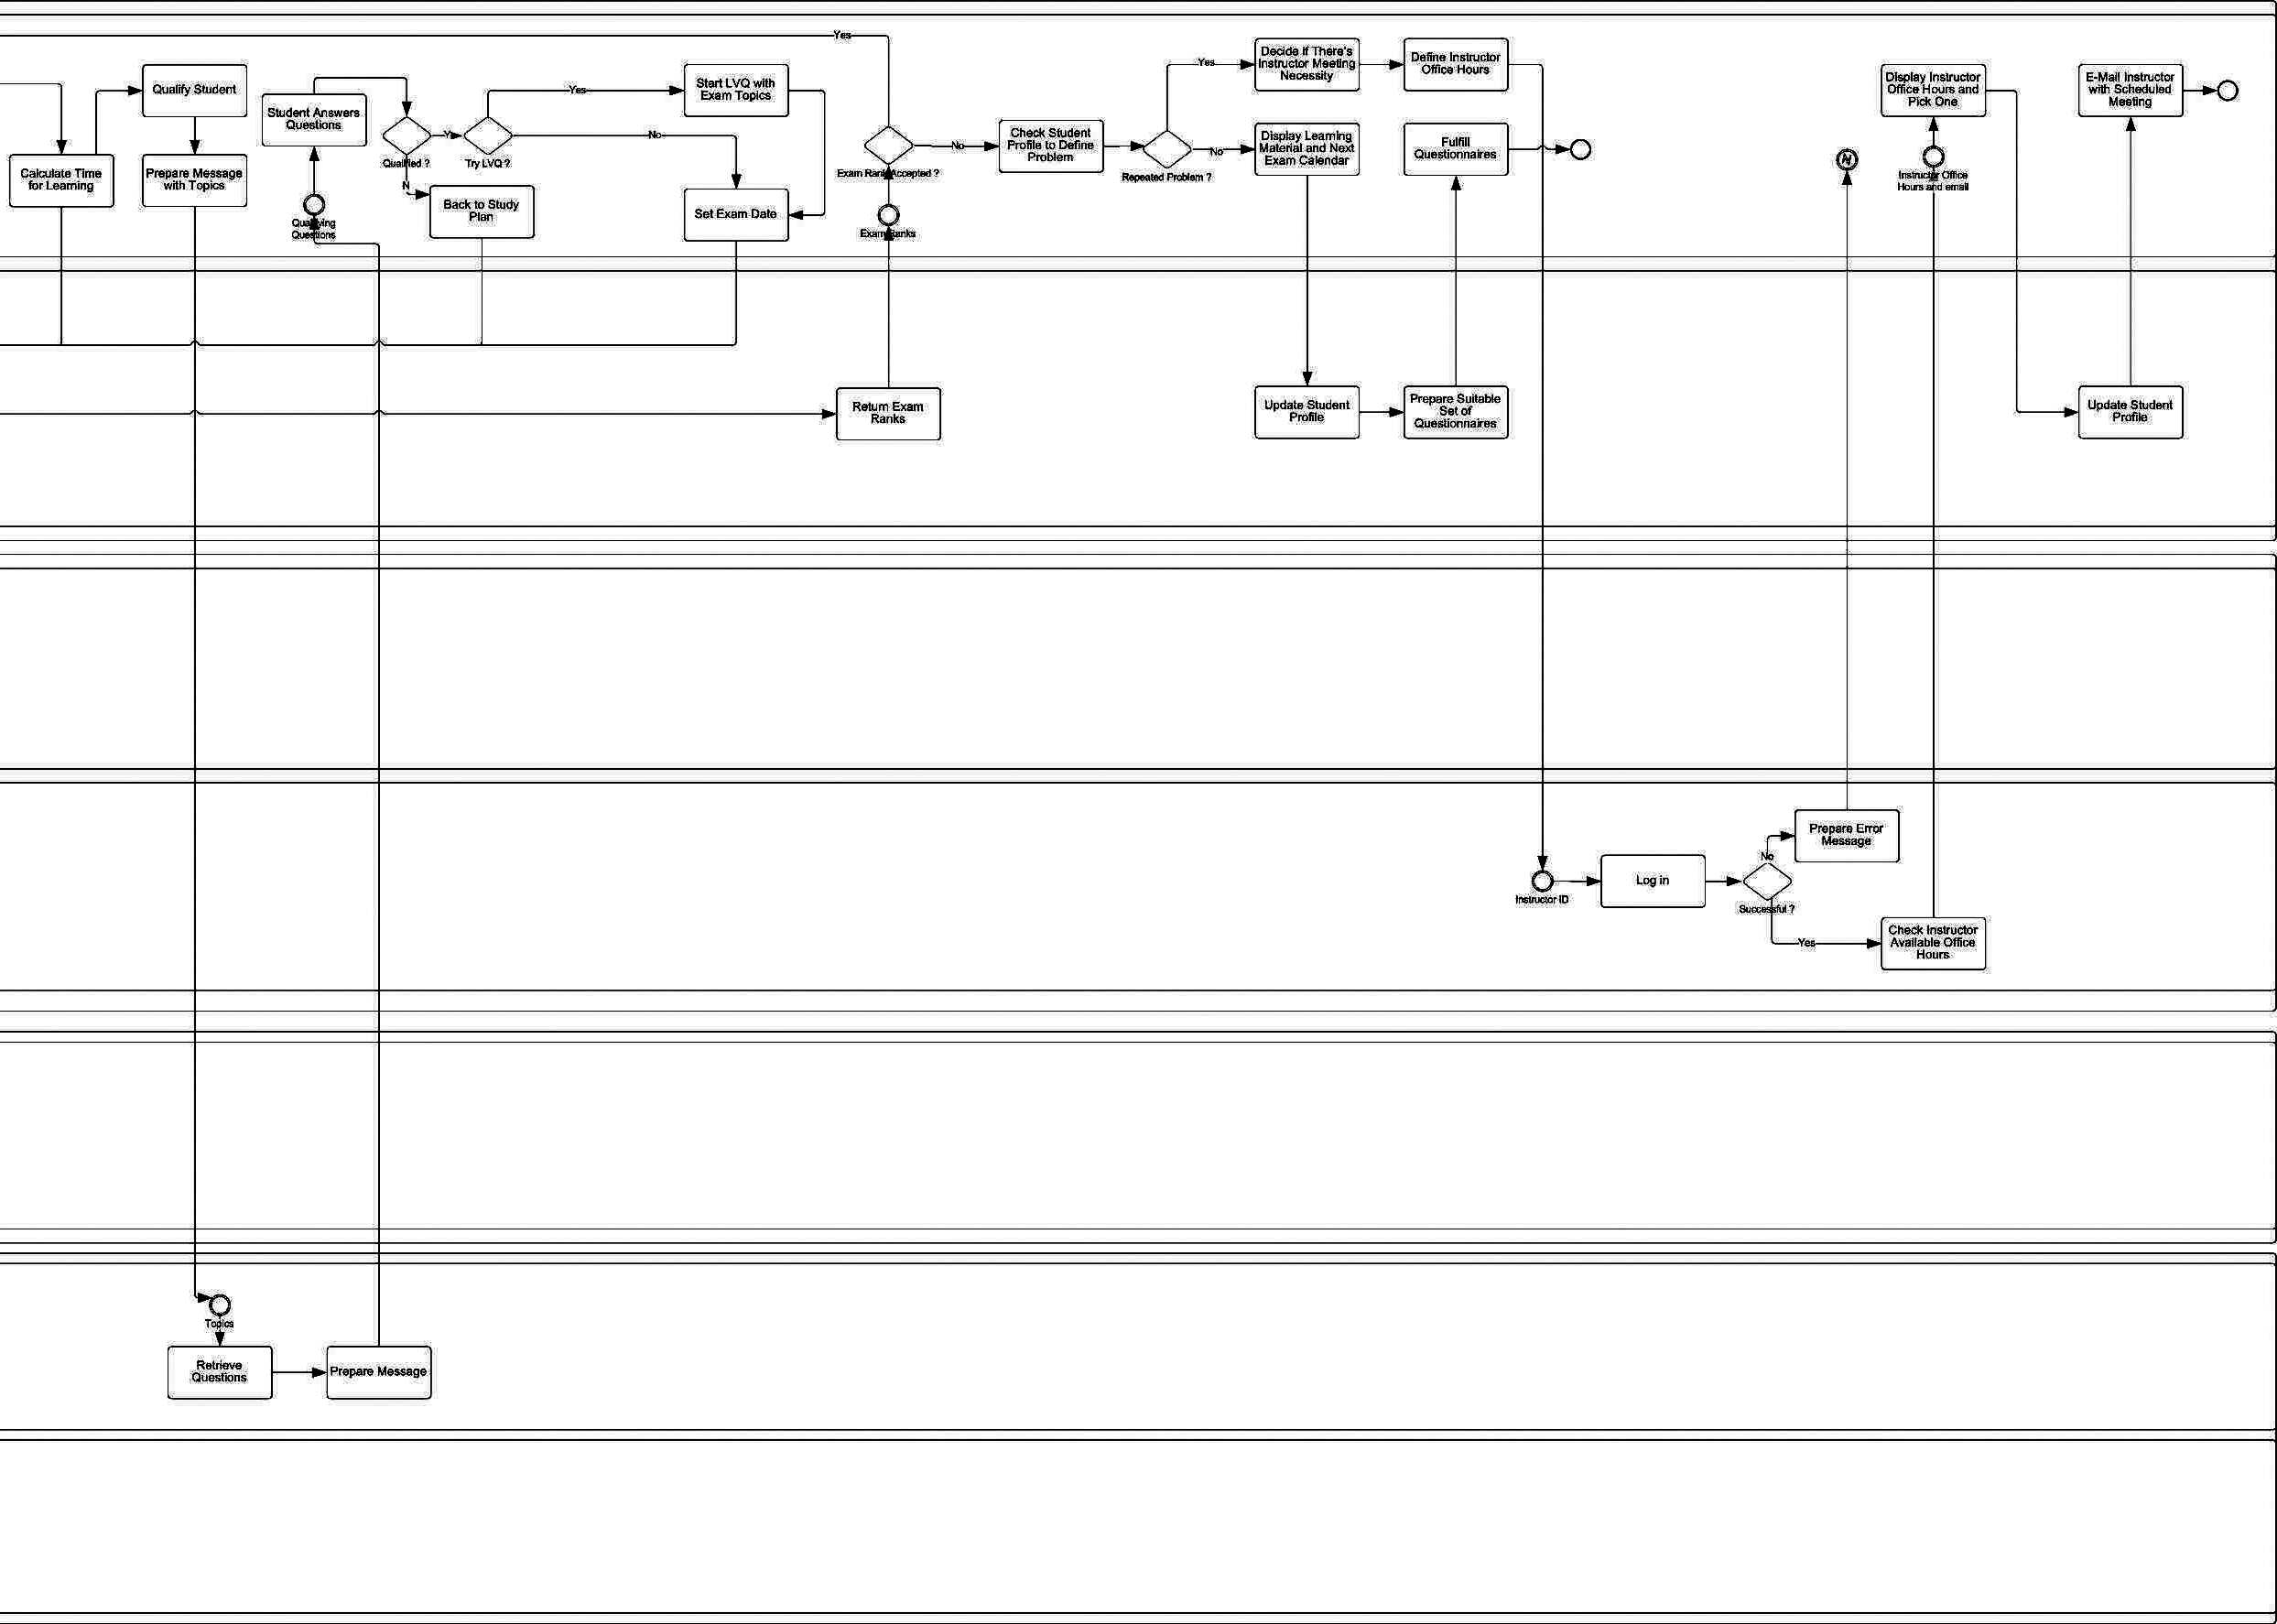 Yes
Calculate Time
for Learning
Qualify Student
Prepare Message
with Topics
Student Answers
Questions
Qualifying
Questions
Qualified ?
Y
N
Try LVQ ?
Back to Study
Plan
Yes
No
Start LVQ with
Exam Topics
Set Exam Date
Exam Rank Accepted ?
Exam Ranks
Return Exam
Ranks
No
Check Student
Profile to Define
Problem
Repeated Problem ?
Yes
No
Decide If There's
Instructor Meeting
Necessity
Define Instructor
Office Hours
Display Learning
Material and Next
Exam Calendar
Fulfill
Questionnaires
Update Student
Profile
Prepare Suitable
Set of
Questionnaires
Display Instructor
Office Hours and
Pick One
Instructor Office
Hours and email
E-Mail Instructor
with Scheduled
Meeting
Update Student
Profile
Instructor ID
Log in
Successful ?
No
Yes
Prepare Error
Message
Check Instructor
Available Office
Hours
Topics
Retrieve
Questions
Prepare Message